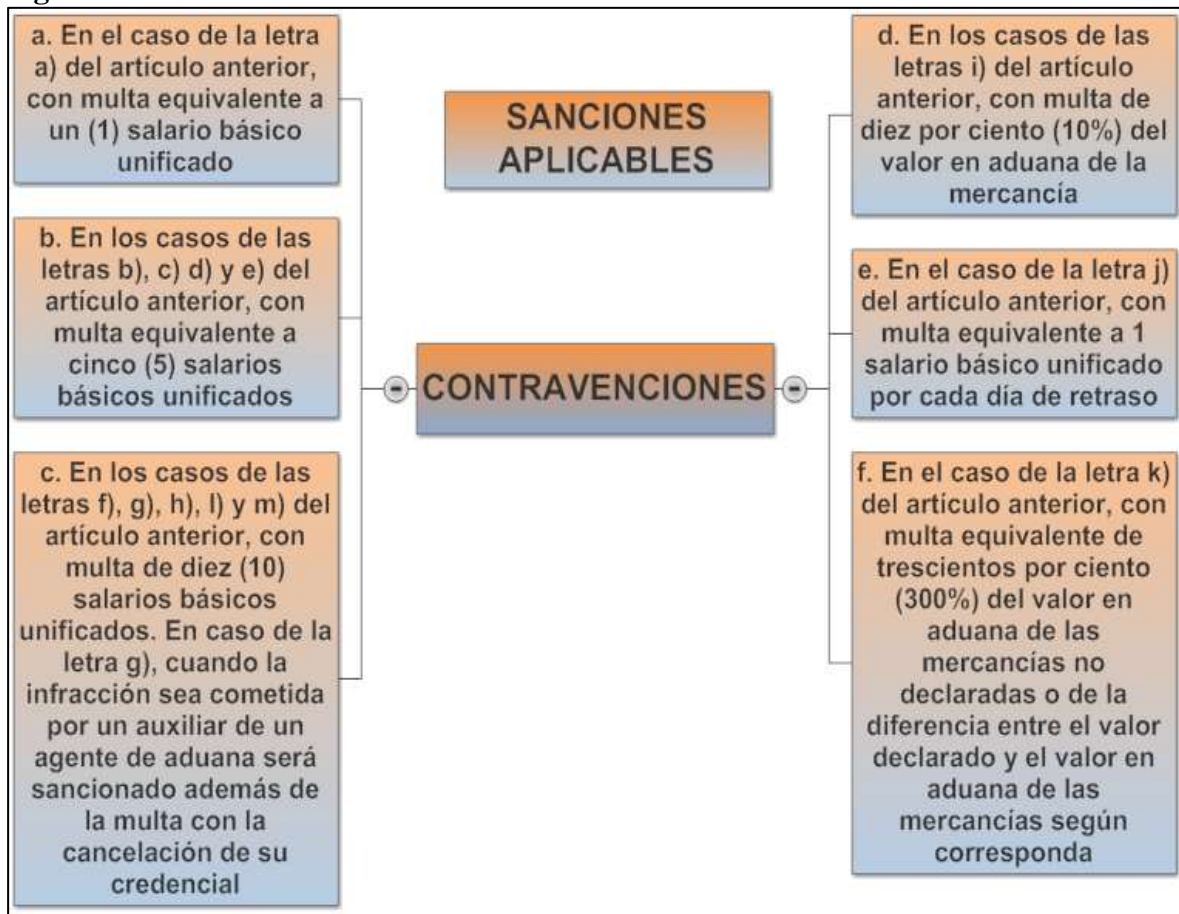 SANCIONES
APLICABLES
CONTRAVENCIONES
a. En el caso de la letra
a) del artículo anterior,
con multa equivalente a
un (1) salario básico
unificado
b. En los casos de las
letras b), c) d) y e) del
artículo anterior, con
multa equivalente a
cinco (5) salarios
básicos unificados
c. En los casos de las
letras f), g), h), l) y m) del
artículo anterior, con
multa de diez (10)
salarios básicos
unificados. En caso de la
letra g), cuando la
infracción sea cometida
por un auxiliar de un
agente de aduana será
sancionado además de
la multa con la
cancelación de su
credencial
d. En los casos de las
letras i) del artículo
anterior, con multa de
diez por ciento (10%) del
valor en aduana de la
mercancía
e. En el caso de la letra j)
del artículo anterior, con
multa equivalente a 1
salario básico unificado
por cada día de retraso
f. En el caso de la letra k)
del artículo anterior, con
multa equivalente de
trescientos por ciento
(300%) del valor en
aduana de las
mercancías no
declaradas o de la
diferencia entre el valor
declarado y el valor en
aduana de las
mercancías según
corresponda